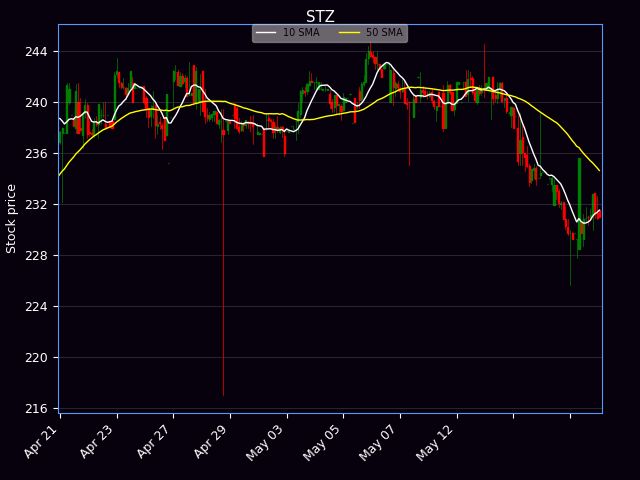 STZ
10 SMA 50 SMA
Stock price
244
240
236
232
228
224
220
216
Apr 21
Apr 23
Apr 27
Apr 29
May 03
May 05
May 07
May 12